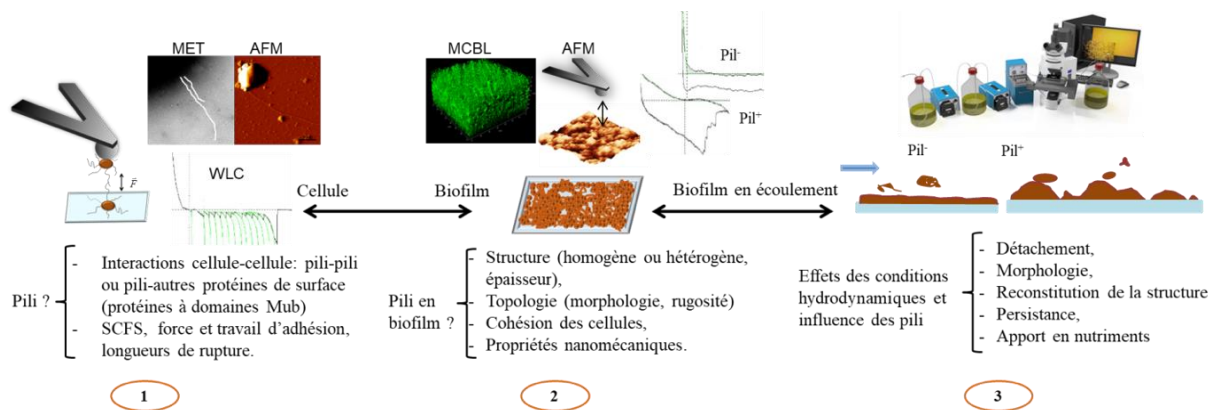 MET
AFM
F
WLC
Cellule
Pili ?
- Interactions cellule-cellule: pili-pili
ou pili-autres protéines de surface
(protéines à domaines Mub)
- SCFS, force et travail d'adhésion,
longueurs de rupture.
1
MCBL
AFM
Pil-
Pil+
Biofilm
Biofilm en écoulement
Pili en
biofilm ?
- Structure (homogène ou hétérogène,
épaisseur),
- Topologie (morphologie, rugosité)
- Cohésion des cellules,
- Propriétés nanomécaniques.
2
Pil-
Pil+
Effets des conditions
hydrodynamiques et
influence des pili
- Détachement,
- Morphologie,
- Reconstitution de la structure
- Persistance,
- Apport en nutriments
3